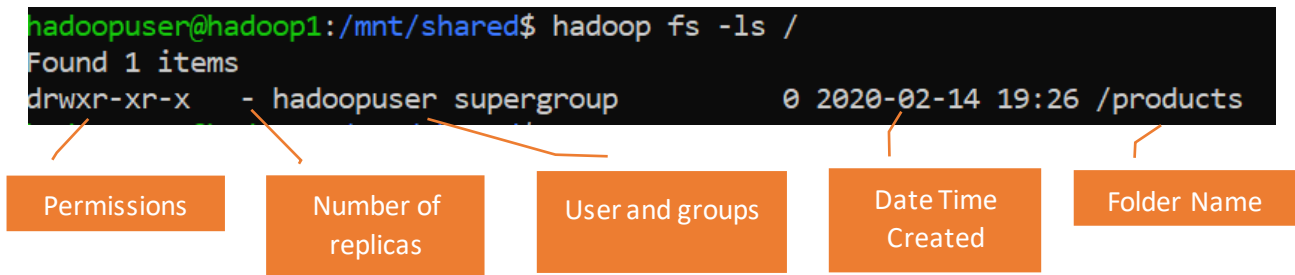 hadoopuser@hadoop1:/mnt/shared$ hadoop fs -ls /
Found 1 items
drwxr-xr-x   - hadoopuser supergroup          0 2020-02-14 19:26 /products
Permissions
Number of
replicas
User and groups
Date Time
Created
Folder Name